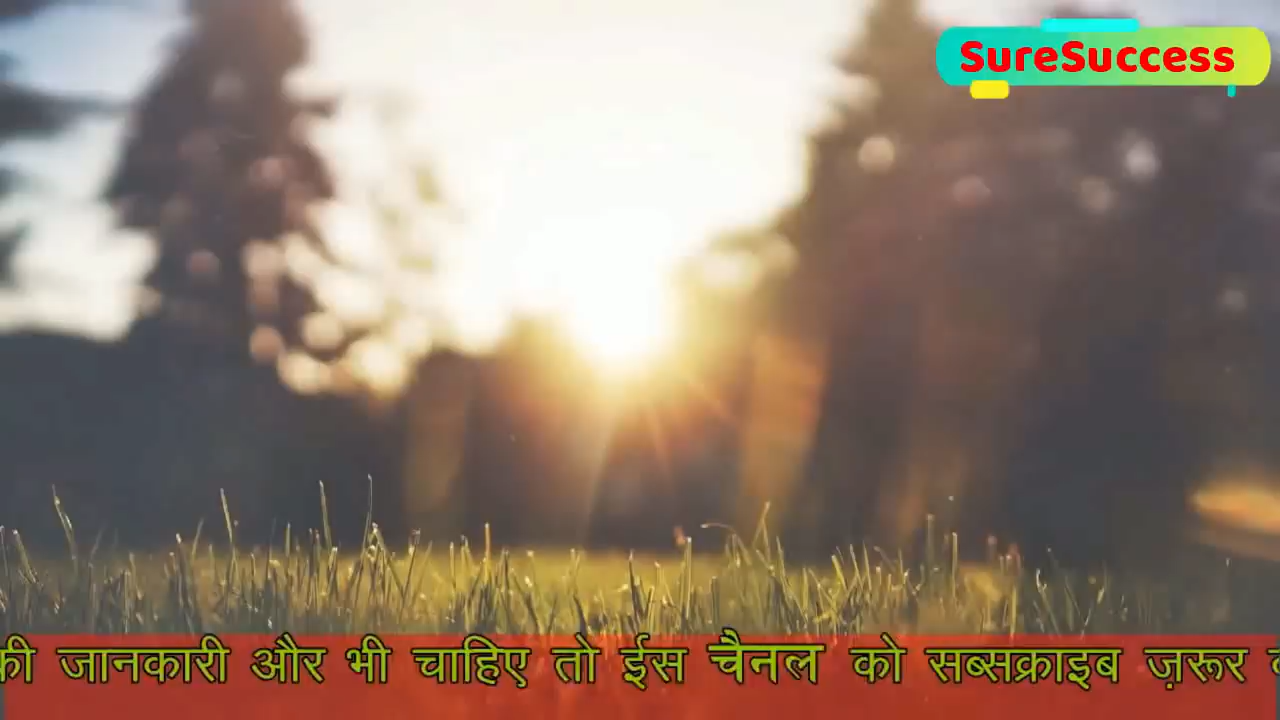 SureSuccess
की जानकारी और भी चाहिए तो ईस चैनल को सब्सक्राइब ज़रूर